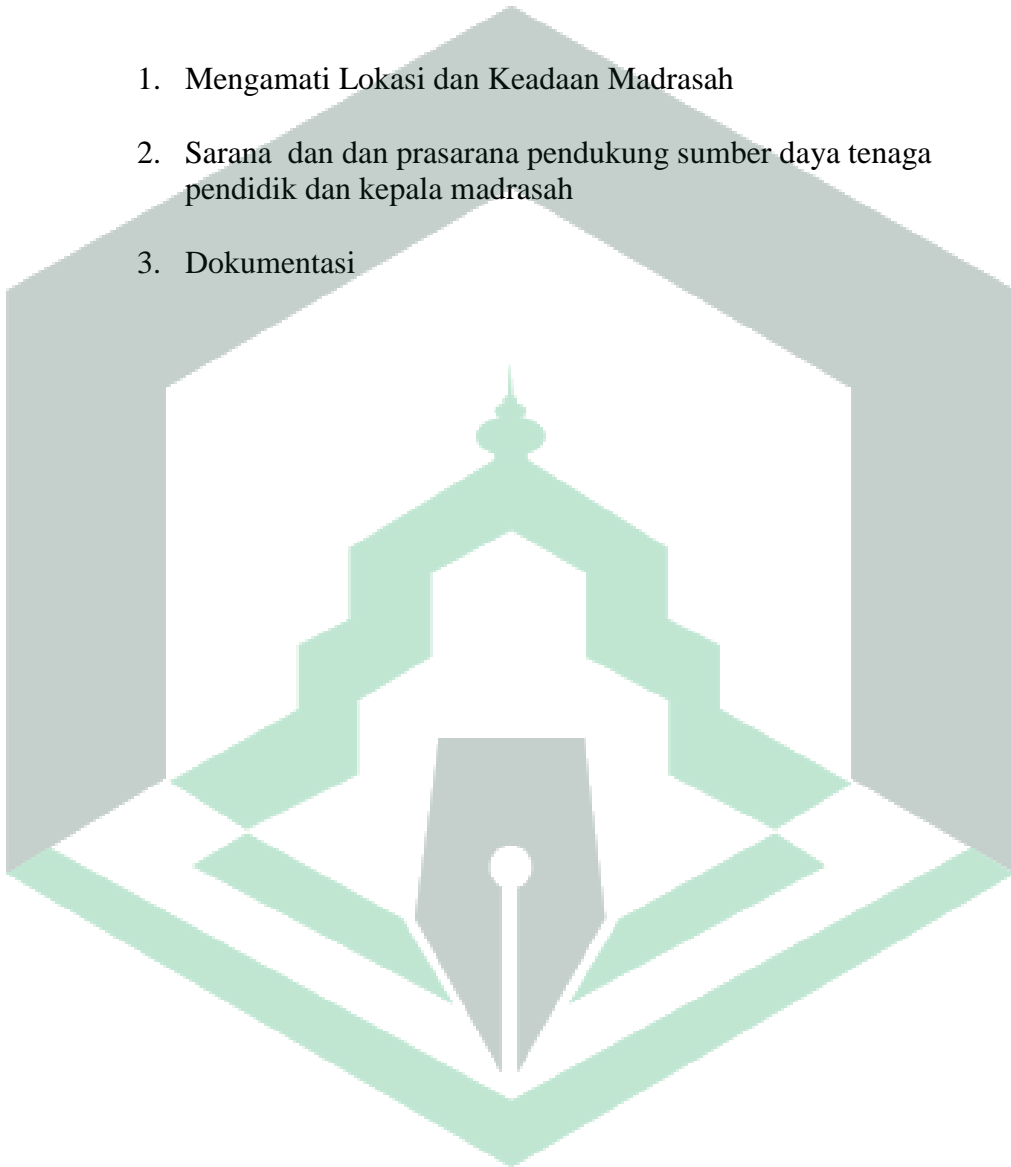 1. Mengamati Lokasi dan Keadaan Madrasah
2. Sarana  dan dan prasarana pendukung sumber daya tenaga
pendidik dan kepala madrasah
3. Dokumentasi